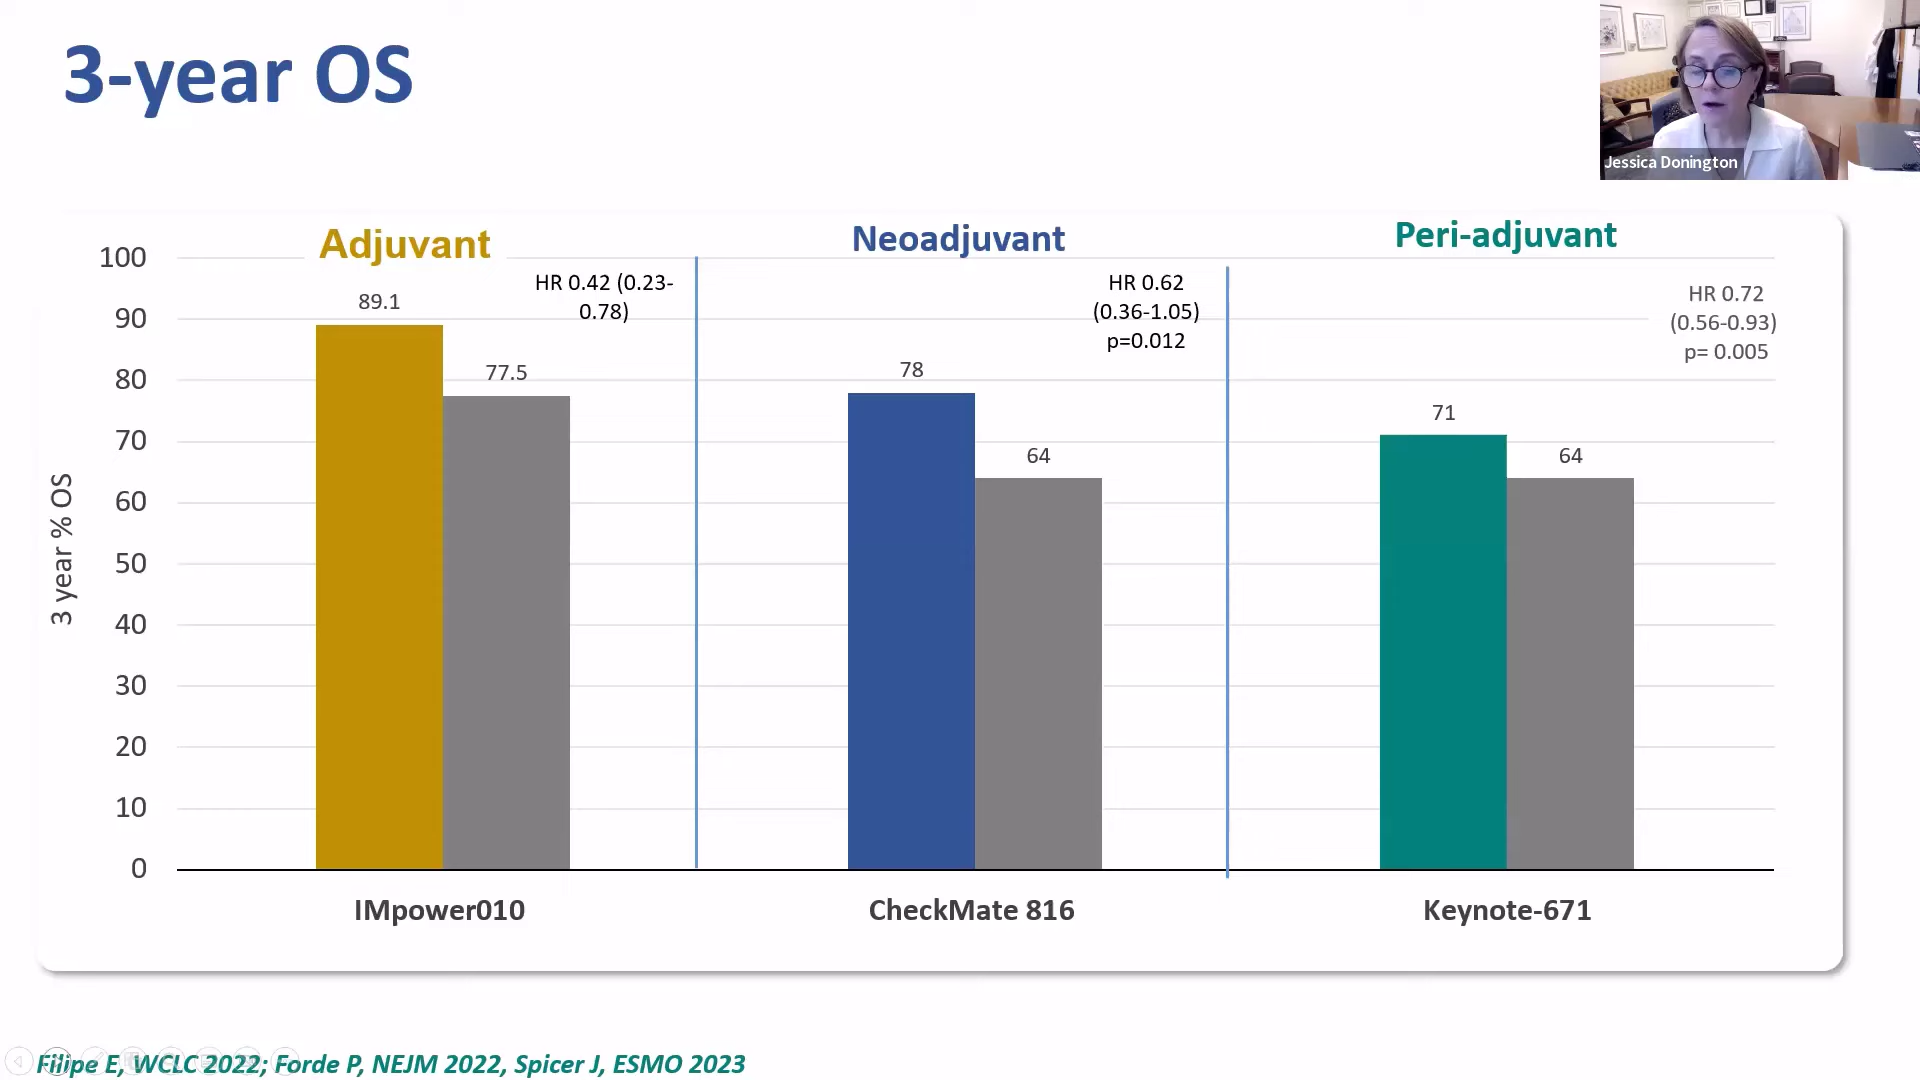 3-year OS
Jessica Donington
Adjuvant
Neoadjuvant
Peri-adjuvant
HR 0.42 (0.23-
0.78)
HR 0.62
(0.36-1.05)
p=0.012
HR 0.72
(0.56-0.93)
p= 0.005
3 year % OS
100
90
80
70
60
50
40
30
20
10
0
89.1
77.5
78
64
71
64
IMpower010
CheckMate 816
Keynote-671
Filipe E, WCLC 2022; Forde P, NEJM 2022, Spicer J, ESMO 2023